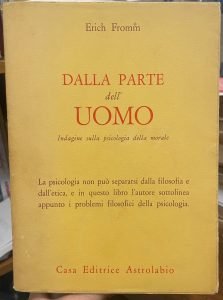 Erich Fromm
DALLA PARTE
dell'
UOMO
Indagine sulla psicologia della morale
La psicologia non può separarsi dalla filosofia e
dall'etica, e in questo libro l'autore sottolinea
appunto i problemi filosofici della psicologia.
Casa Editrice Astrolabio